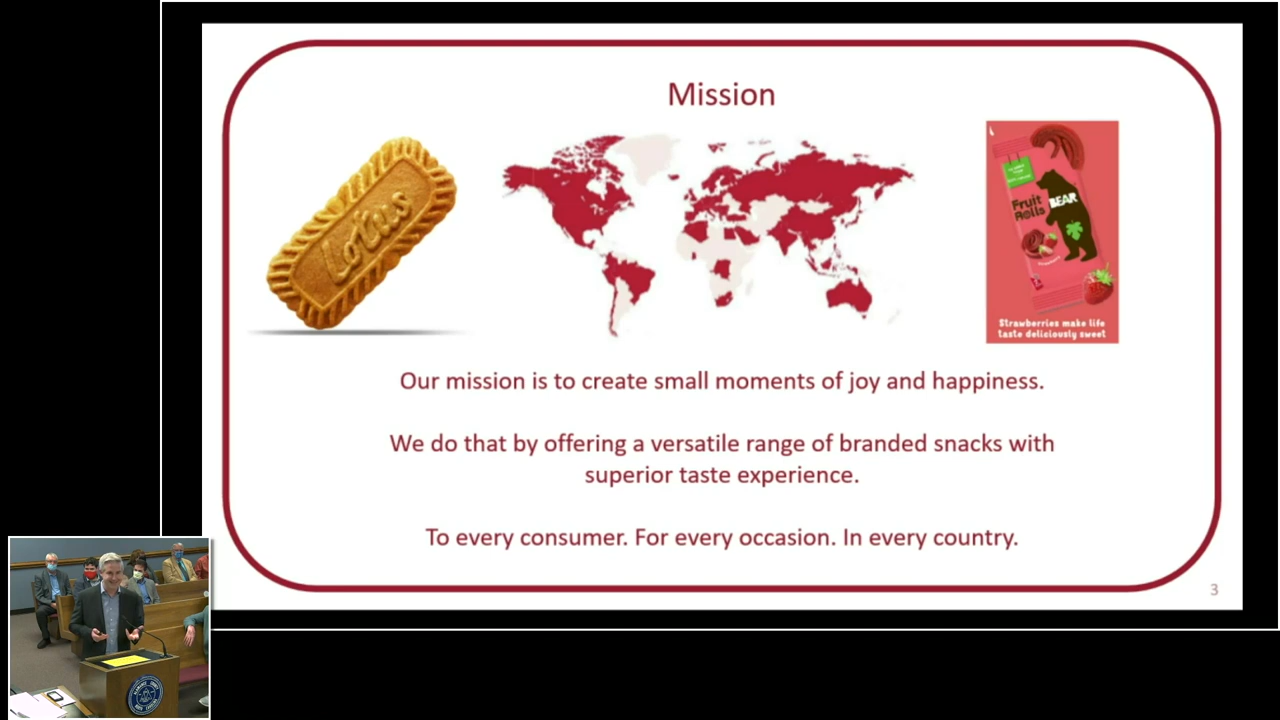 Mission
Lotus
Fruit
Rolls
BEAR
Strawberries make life
taste deliciously sweet
Our mission is to create small moments of joy and happiness.
We do that by offering a versatile range of branded snacks with
superior taste experience.
To every consumer. For every occasion. In every country.
3